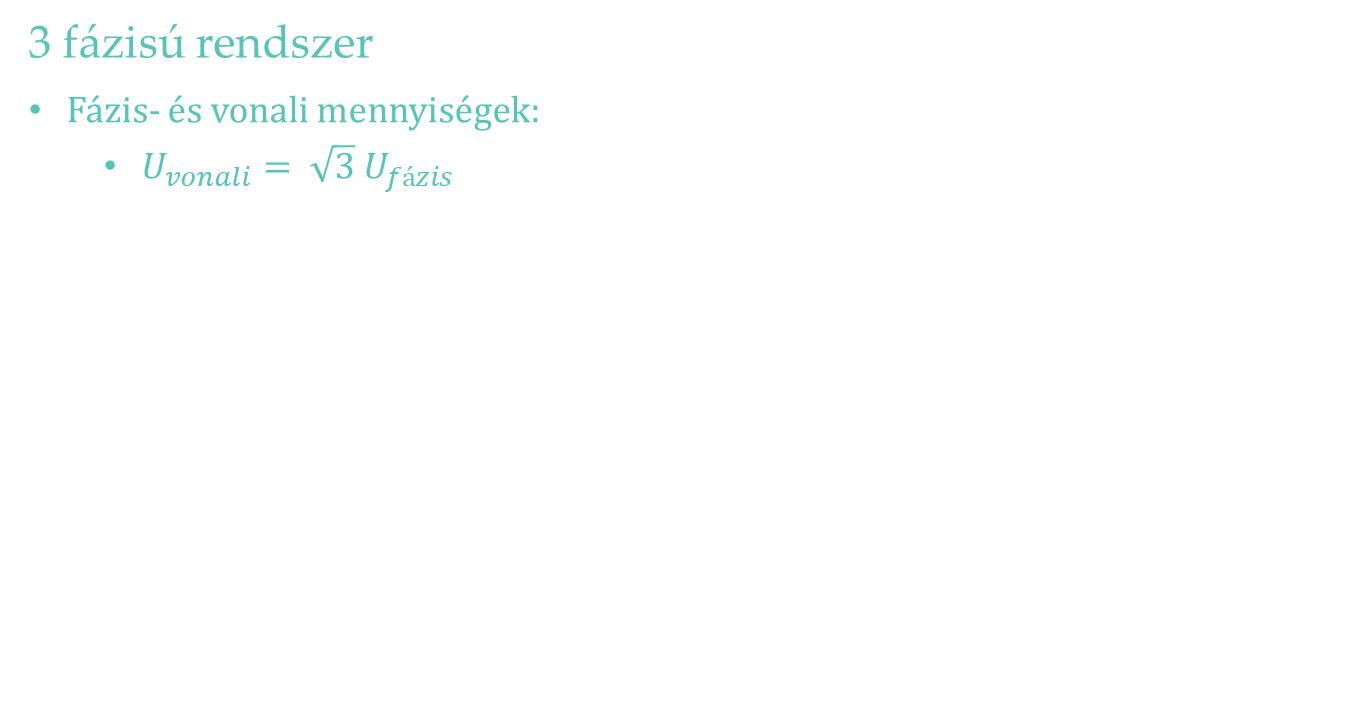 3 fázisú rendszer
• Fázis- és vonali mennyiségek:
• U_vonali = √3 U_fázis